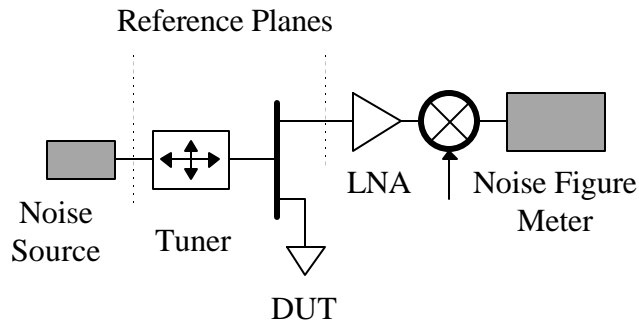 Reference Planes
LNA
Noise Figure
Meter
Noise
Source
Tuner
DUT